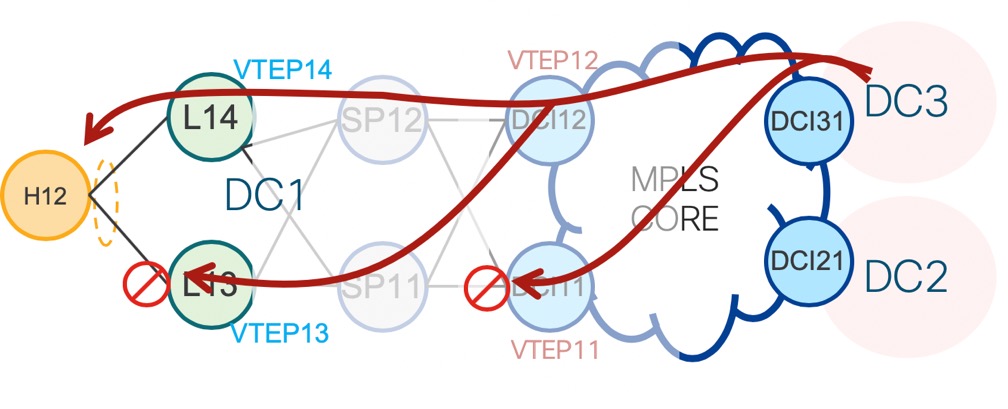 VTEP14
VTEP12
L14
SP12
DCI12
DCI31
DC3
H12
DC1
MPLS
CORE
L13
SP11
DCI11
DCI21
DC2
VTEP13
VTEP11